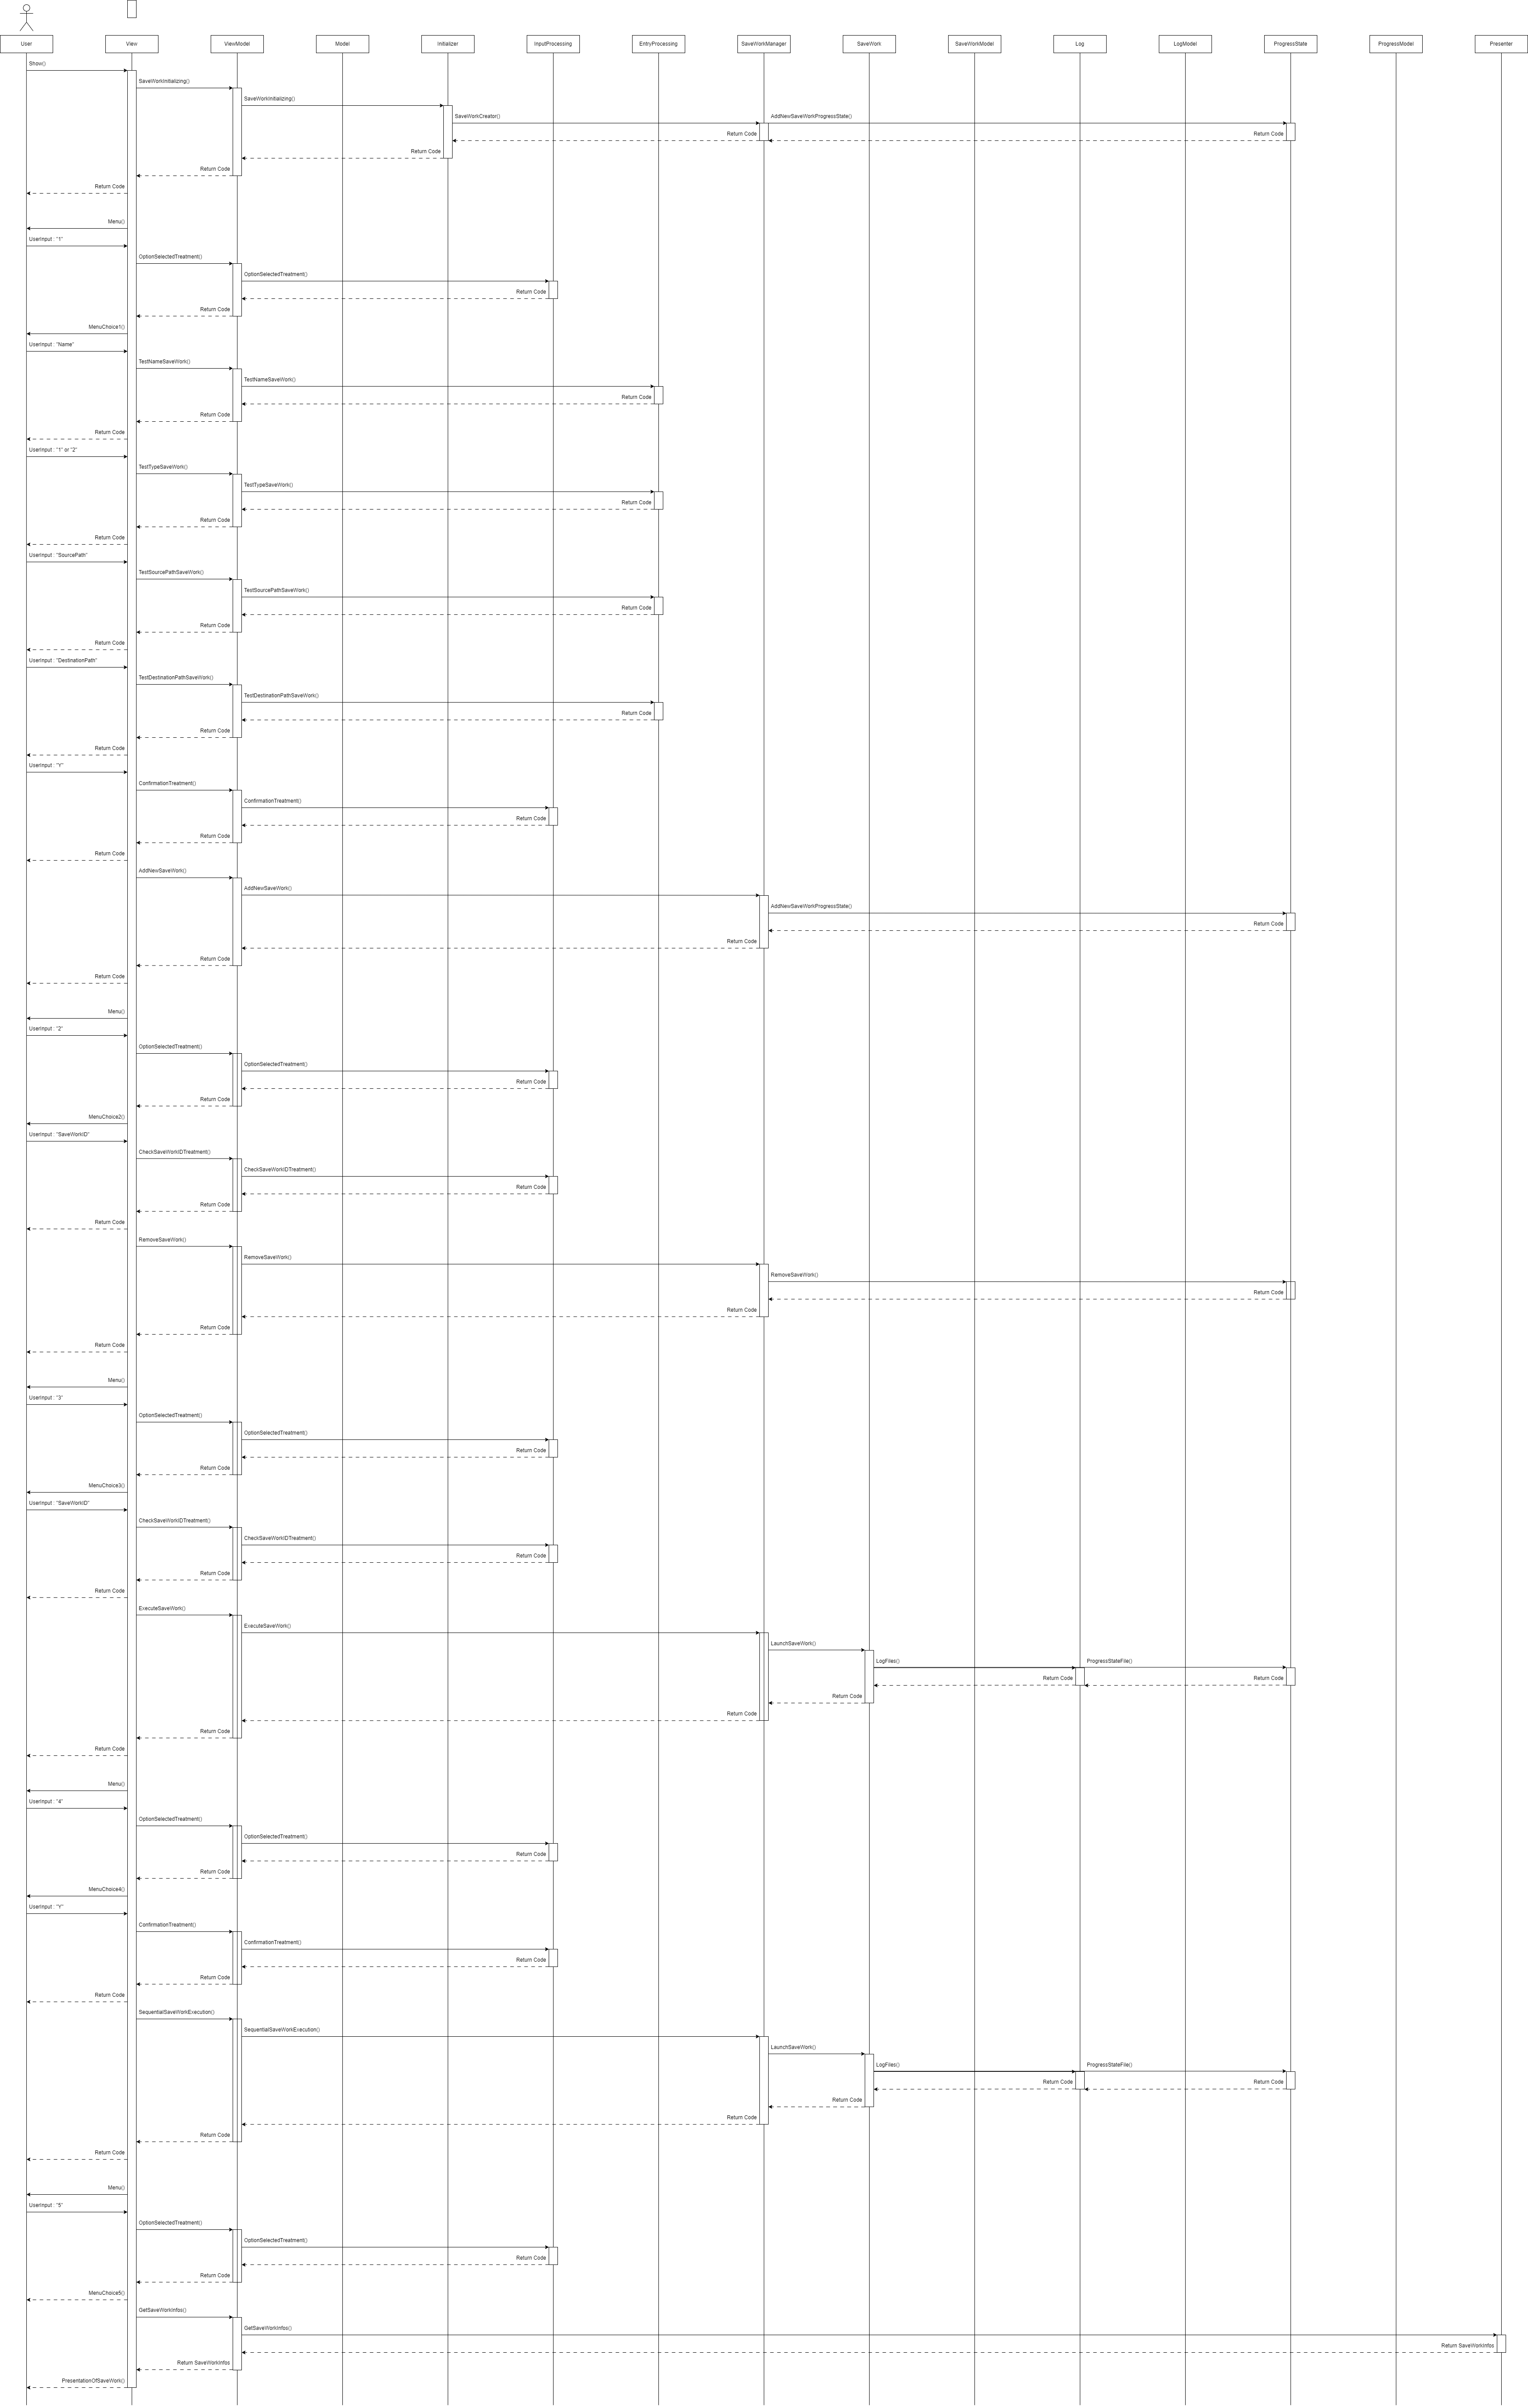 User
View
ViewModel
Model
Initializer
InputProcessing
EntryProcessing
SaveWorkManager
SaveWork
SaveWorkModel
Log
LogModel
ProgressState
ProgressModel
Presenter
Show()
SaveWorkInitializing()
SaveWorkInitializing()
SaveWorkCreator()
AddNewSaveWorkProgressState()
Return Code
Return Code
Return Code
Return Code
Return Code
Menu()
UserInput : "1"
OptionSelectedTreatment()
OptionSelectedTreatment()
Return Code
Return Code
MenuChoice1()
UserInput : "Name"
TestNameSaveWork()
TestNameSaveWork()
Return Code
Return Code
Return Code
UserInput : "1" or "2"
TestTypeSaveWork()
TestTypeSaveWork()
Return Code
Return Code
Return Code
UserInput : "SourcePath"
TestSourcePathSaveWork()
TestSourcePathSaveWork()
Return Code
Return Code
Return Code
UserInput : "DestinationPath"
TestDestinationPathSaveWork()
TestDestinationPathSaveWork()
Return Code
Return Code
Return Code
UserInput : "Y"
ConfirmationTreatment()
ConfirmationTreatment()
Return Code
Return Code
Return Code
AddNewSaveWork()
AddNewSaveWork()
AddNewSaveWorkProgressState()
Return Code
Return Code
Return Code
Return Code
Menu()
UserInput : "2"
OptionSelectedTreatment()
OptionSelectedTreatment()
Return Code
Return Code
MenuChoice2()
UserInput : "SaveWorkID"
CheckSaveWorkIDTreatment()
CheckSaveWorkIDTreatment()
Return Code
Return Code
Return Code
RemoveSaveWork()
RemoveSaveWork()
RemoveSaveWork()
Return Code
Return Code
Return Code
Return Code
Menu()
UserInput : "3"
OptionSelectedTreatment()
OptionSelectedTreatment()
Return Code
Return Code
MenuChoice3()
UserInput : "SaveWorkID"
CheckSaveWorkIDTreatment()
CheckSaveWorkIDTreatment()
Return Code
Return Code
Return Code
ExecuteSaveWork()
ExecuteSaveWork()
LaunchSaveWork()
LogFiles()
ProgressStateFile()
Return Code
Return Code
Return Code
Return Code
Return Code
Return Code
Menu()
UserInput : "4"
OptionSelectedTreatment()
OptionSelectedTreatment()
Return Code
Return Code
MenuChoice4()
UserInput : "Y"
ConfirmationTreatment()
ConfirmationTreatment()
Return Code
Return Code
Return Code
SequentialSaveWorkExecution()
SequentialSaveWorkExecution()
LaunchSaveWork()
LogFiles()
ProgressStateFile()
Return Code
Return Code
Return Code
Return Code
Return Code
Return Code
Menu()
UserInput : "5"
OptionSelectedTreatment()
OptionSelectedTreatment()
Return Code
Return Code
MenuChoice5()
GetSaveWorkInfos()
GetSaveWorkInfos()
Return SaveWorkInfos
Return SaveWorkInfos
PresentationOfSaveWork()